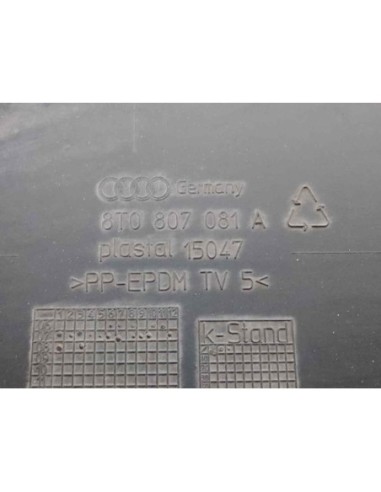 Germany
8T0 807 081 A
plastal 15047
>PP-EPDM TV 5<
k-Stand